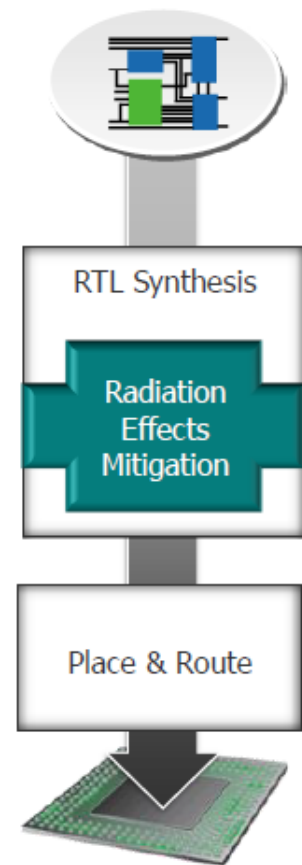 RTL Synthesis
Radiation
Effects
Mitigation
Place & Route